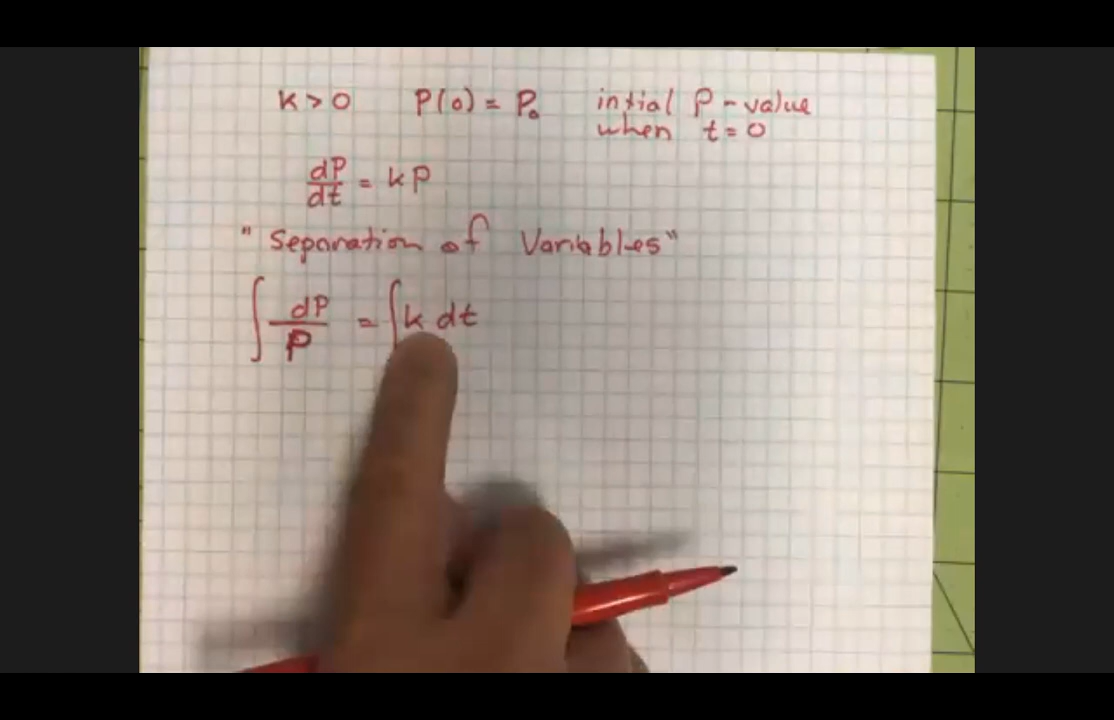 k > 0 P(0) = P₀ intial P-value
when t = 0
dP/dt = kP
"Separation of Variables"
∫ dP/P = ∫ k dt